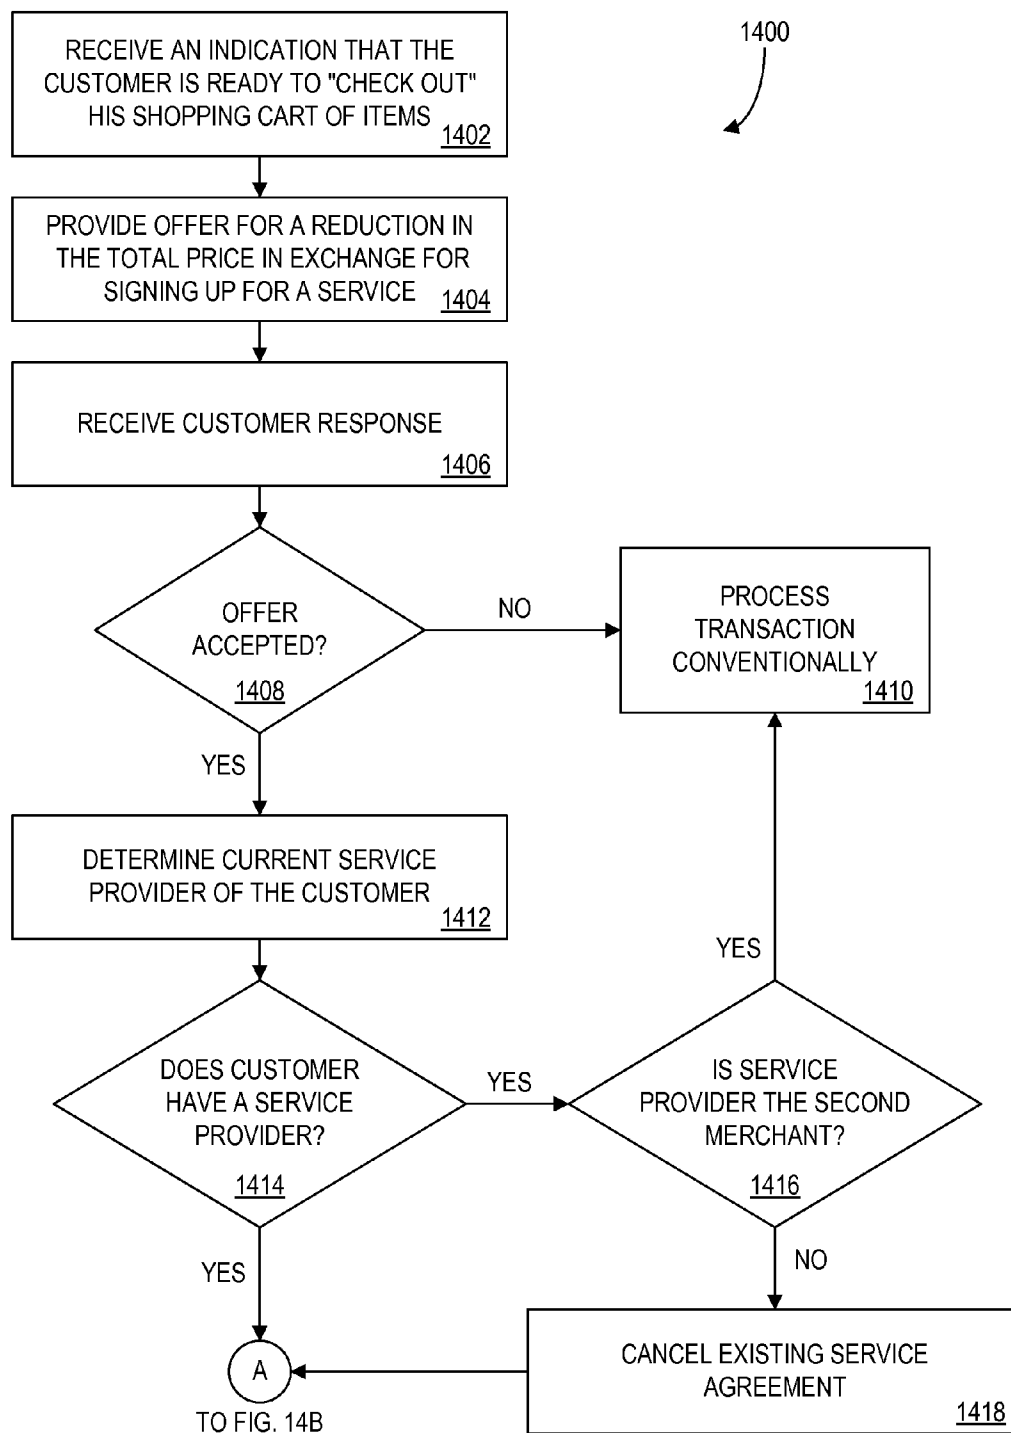 1400
RECEIVE AN INDICATION THAT THE
CUSTOMER IS READY TO "CHECK OUT"
HIS SHOPPING CART OF ITEMS
1402
PROVIDE OFFER FOR A REDUCTION IN
THE TOTAL PRICE IN EXCHANGE FOR
SIGNING UP FOR A SERVICE
1404
RECEIVE CUSTOMER RESPONSE
1406
OFFER
ACCEPTED?
1408
NO
PROCESS
TRANSACTION
CONVENTIONALLY
1410
YES
DETERMINE CURRENT SERVICE
PROVIDER OF THE CUSTOMER
1412
DOES CUSTOMER
HAVE A SERVICE
PROVIDER?
1414
YES
IS SERVICE
PROVIDER THE SECOND
MERCHANT?
1416
YES
NO
YES
CANCEL EXISTING SERVICE
AGREEMENT
1418
A
TO FIG. 14B